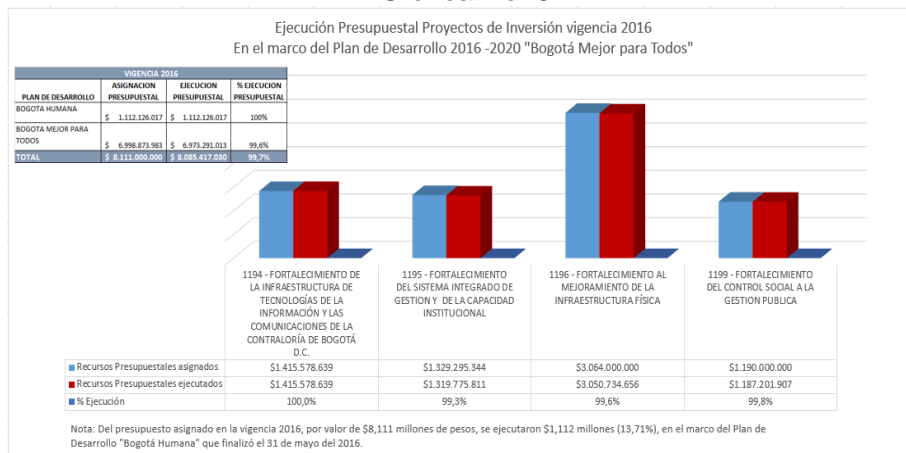 Ejecución Presupuestal Proyectos de Inversión vigencia 2016
En el marco del Plan de Desarrollo 2016 -2020 "Bogotá Mejor para Todos"
VIGENCIA 2016
PLAN DE DESARROLLO ASIGNACION PRESUPUESTAL EJECUCION PRESUPUESTAL % EJECUCION PRESUPUESTAL
BOGOTA HUMANA $ 1.112.126.017 $ 1.112.126.017 100%
BOGOTA MEJOR PARA TODOS $ 6.998.873.983 $ 6.973.291.013 99,6%
TOTAL $ 8.111.000.000 $ 8.085.417.030 99,7%
1194 - FORTALECIMIENTO DE
LA INFRAESTRUCTURA DE
TECNOLOGÍAS DE LA
INFORMACIÓN Y LAS
COMUNICACIONES DE LA
CONTRALORÍA DE BOGOTÁ
D.C.
1195 - FORTALECIMIENTO
DEL SISTEMA INTEGRADO DE
GESTION Y DE LA CAPACIDAD
INSTITUCIONAL
1196 - FORTALECIMIENTO AL
MEJORAMIENTO DE LA
INFRAESTRUCTURA FÍSICA
1199 - FORTALECIMIENTO
DEL CONTROL SOCIAL A LA
GESTION PUBLICA
Recursos Presupuestales asignados $1.415.578.639 $1.329.295.344 $3.064.000.000 $1.190.000.000
Recursos Presupuestales ejecutados $1.415.578.639 $1.319.775.811 $3.050.734.656 $1.187.201.907
% Ejecución 100,0% 99,3% 99,6% 99,8%
Nota: Del presupuesto asignado en la vigencia 2016, por valor de $8,111 millones de pesos, se ejecutaron $1,112 millones (13,71%), en el marco del Plan de
Desarrollo "Bogotá Humana" que finalizó el 31 de mayo del 2016.